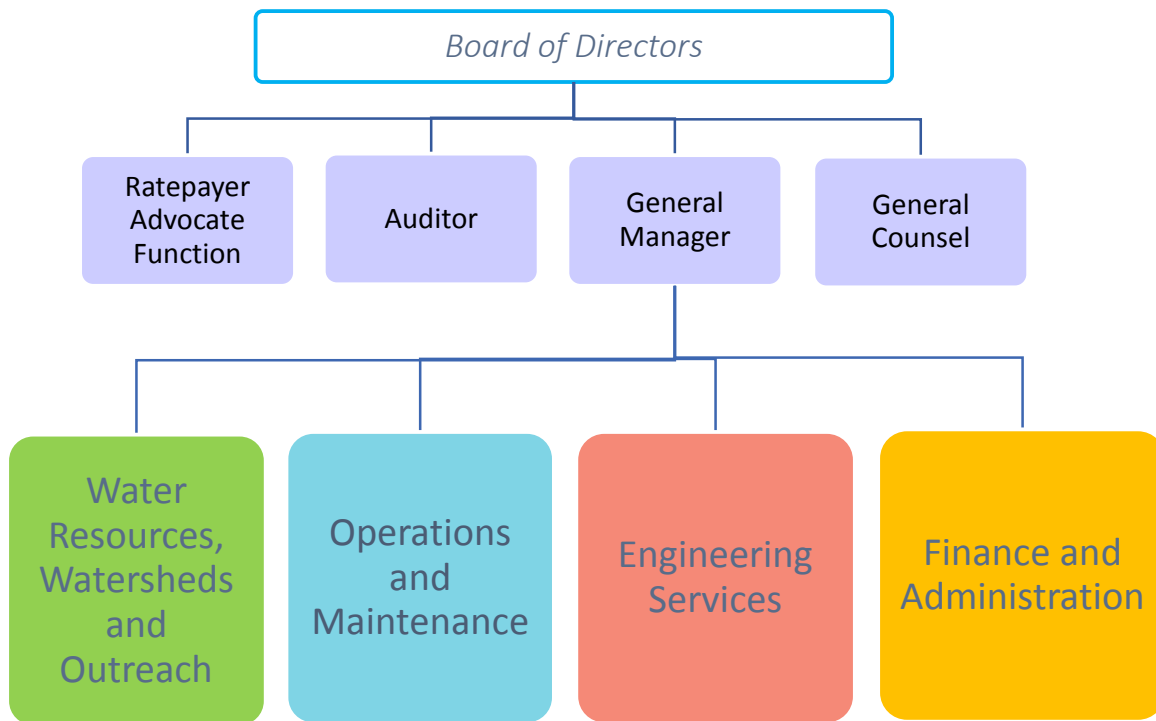 Board of Directors
Ratepayer
Advocate
Function
Auditor
General
Manager
General
Counsel
Water
Resources,
Watersheds
and
Outreach
Operations
and
Maintenance
Engineering
Services
Finance and
Administration